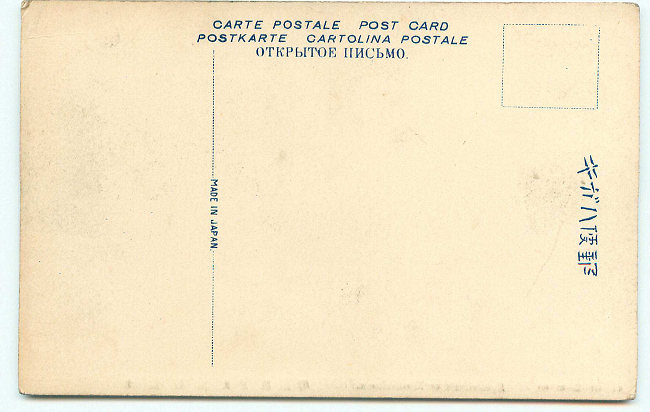 CARTE POSTALE POST CARD
POSTKARTE CARTOLINA POSTALE
ОТКРЫТОЕ ПИСЬМО.
MADE IN JAPAN.
郵便ハガキ